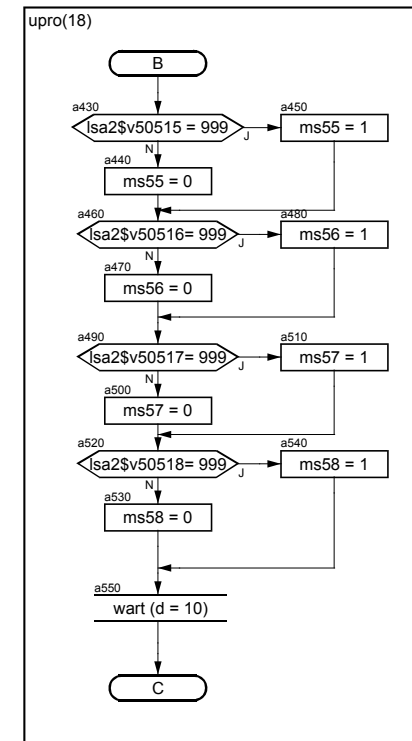 upro(18)
B
a430
lsa2$v50515 = 999
J
N
a450
ms55 = 1
a440
ms55 = 0
a460
lsa2$v50516= 999
J
N
a480
ms56 = 1
a470
ms56 = 0
a490
lsa2$v50517= 999
J
N
a510
ms57 = 1
a500
ms57 = 0
a520
lsa2$v50518= 999
J
N
a540
ms58 = 1
a530
ms58 = 0
a550
wart (d = 10)
C